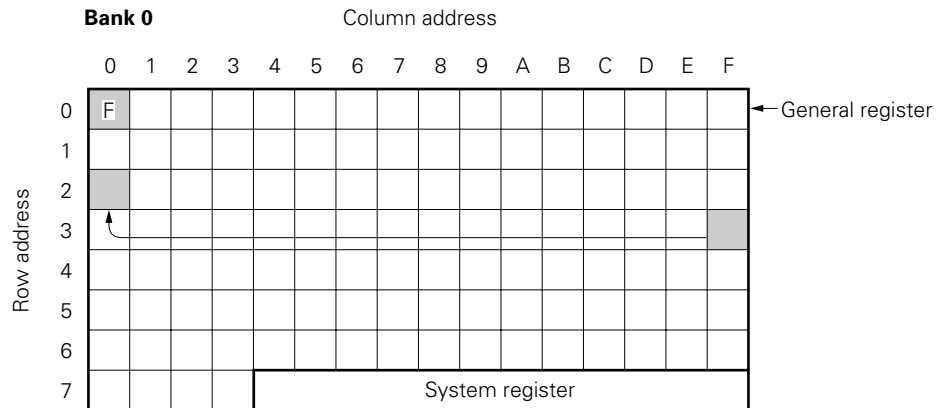 Bank 0 Column address
0 1 2 3 4 5 6 7 8 9 A B C D E F
0 F General register
1
2
3
4
5
6
7 System register
Row address